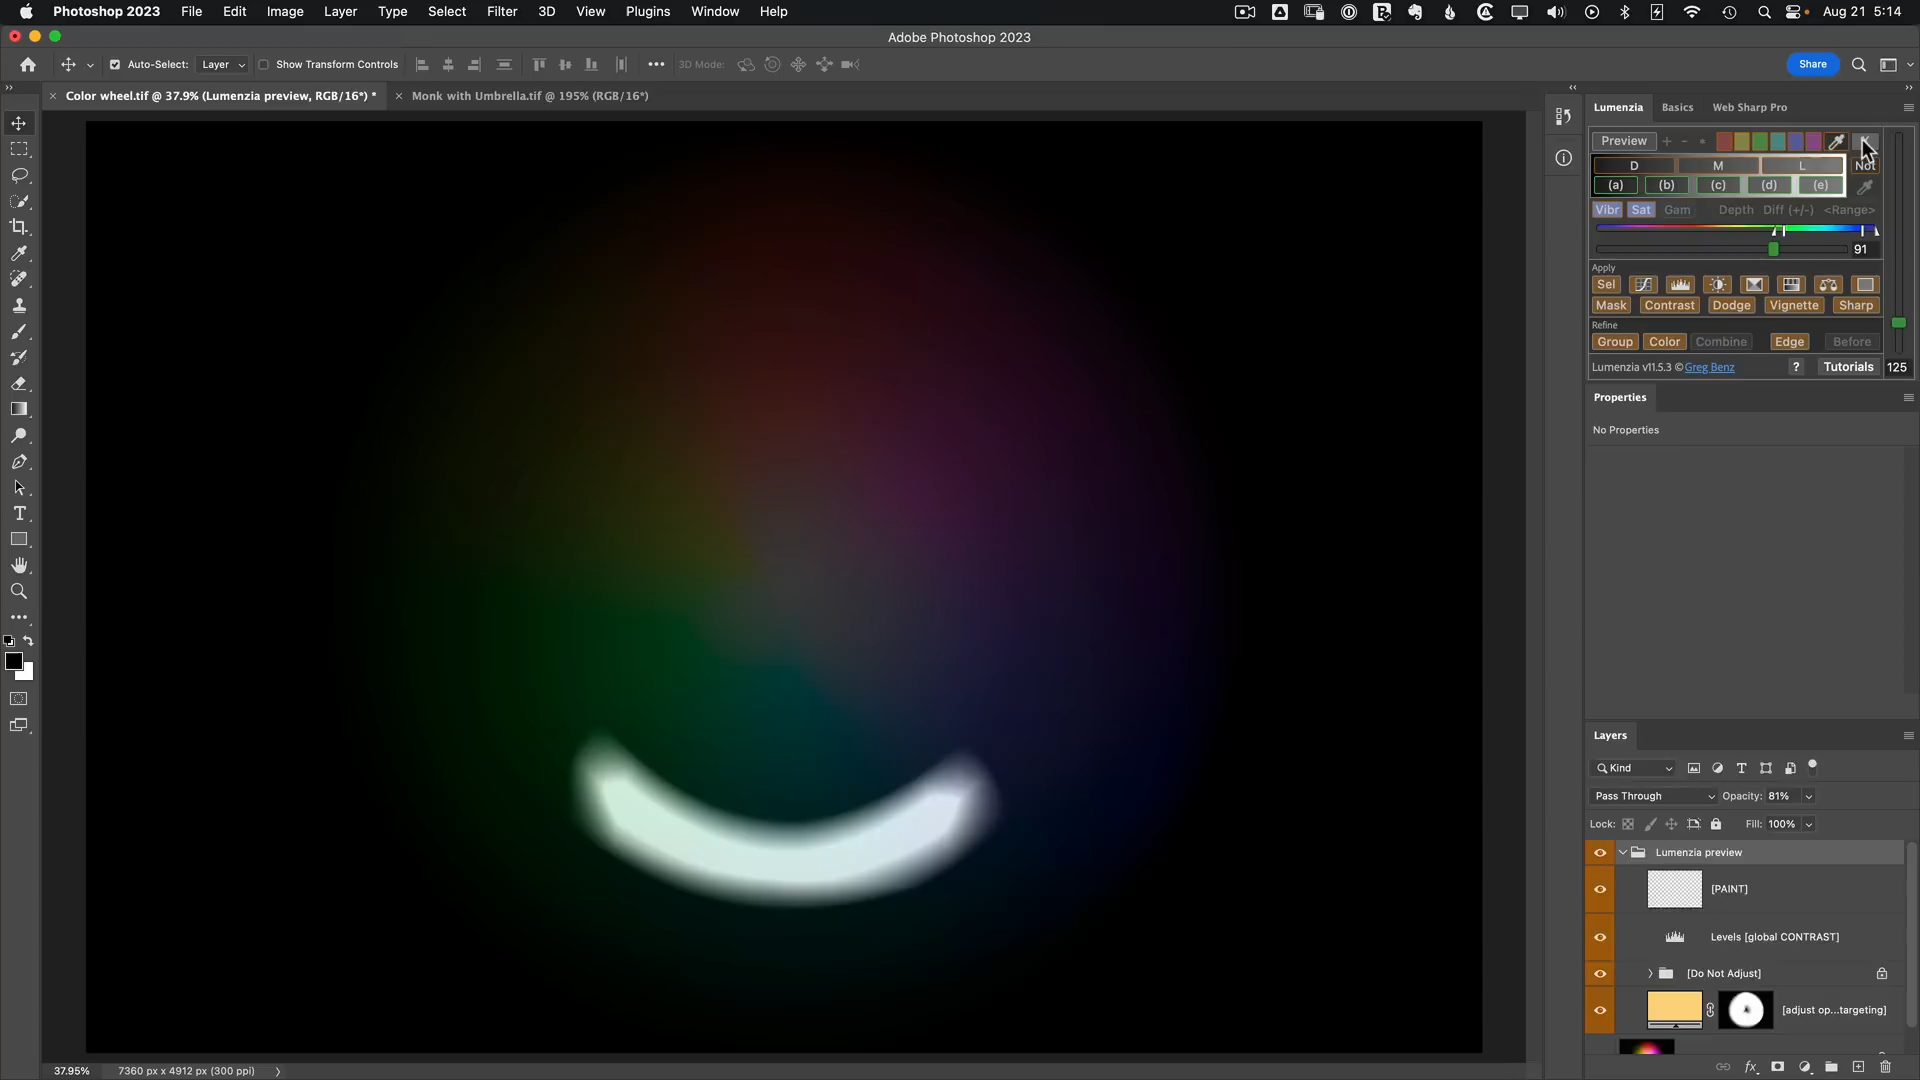 Photoshop 2023 File Edit Image Layer Type Select Filter 3D View Plugins Window Help Aug 21 5:14
Adobe Photoshop 2023
Auto-Select: Layer Show Transform Controls 3D Mode: Share
Color wheel.tif @ 37.9% (Lumenzia preview, RGB/16*) * Monk with Umbrella.tif @ 195% (RGB/16*)
Lumenzia Basics Web Sharp Pro
Preview
D M L Not
(a) (b) (c) (d) (e)
Vibr Sat Gam Depth Diff (+/-) <Range>
91
Apply
Sel
Mask Contrast Dodge Vignette Sharp
Refine
Group Color Combine Edge Before
Lumenzia v11.5.3 © Greg Benz ? Tutorials 125
Properties
No Properties
Layers
Kind
Pass Through Opacity: 81%
Lock: Fill: 100%
Lumenzia preview
[PAINT]
Levels [global CONTRAST]
[Do Not Adjust]
[adjust op...targeting]
37.95% 7360 px x 4912 px (300 ppi)